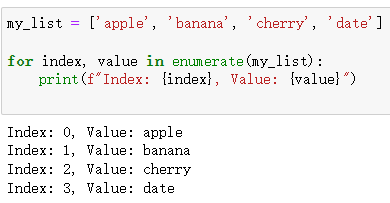 my_list = ['apple', 'banana', 'cherry', 'date']
for index, value in enumerate(my_list):
    print(f"Index: {index}, Value: {value}")
Index: 0, Value: apple
Index: 1, Value: banana
Index: 2, Value: cherry
Index: 3, Value: date